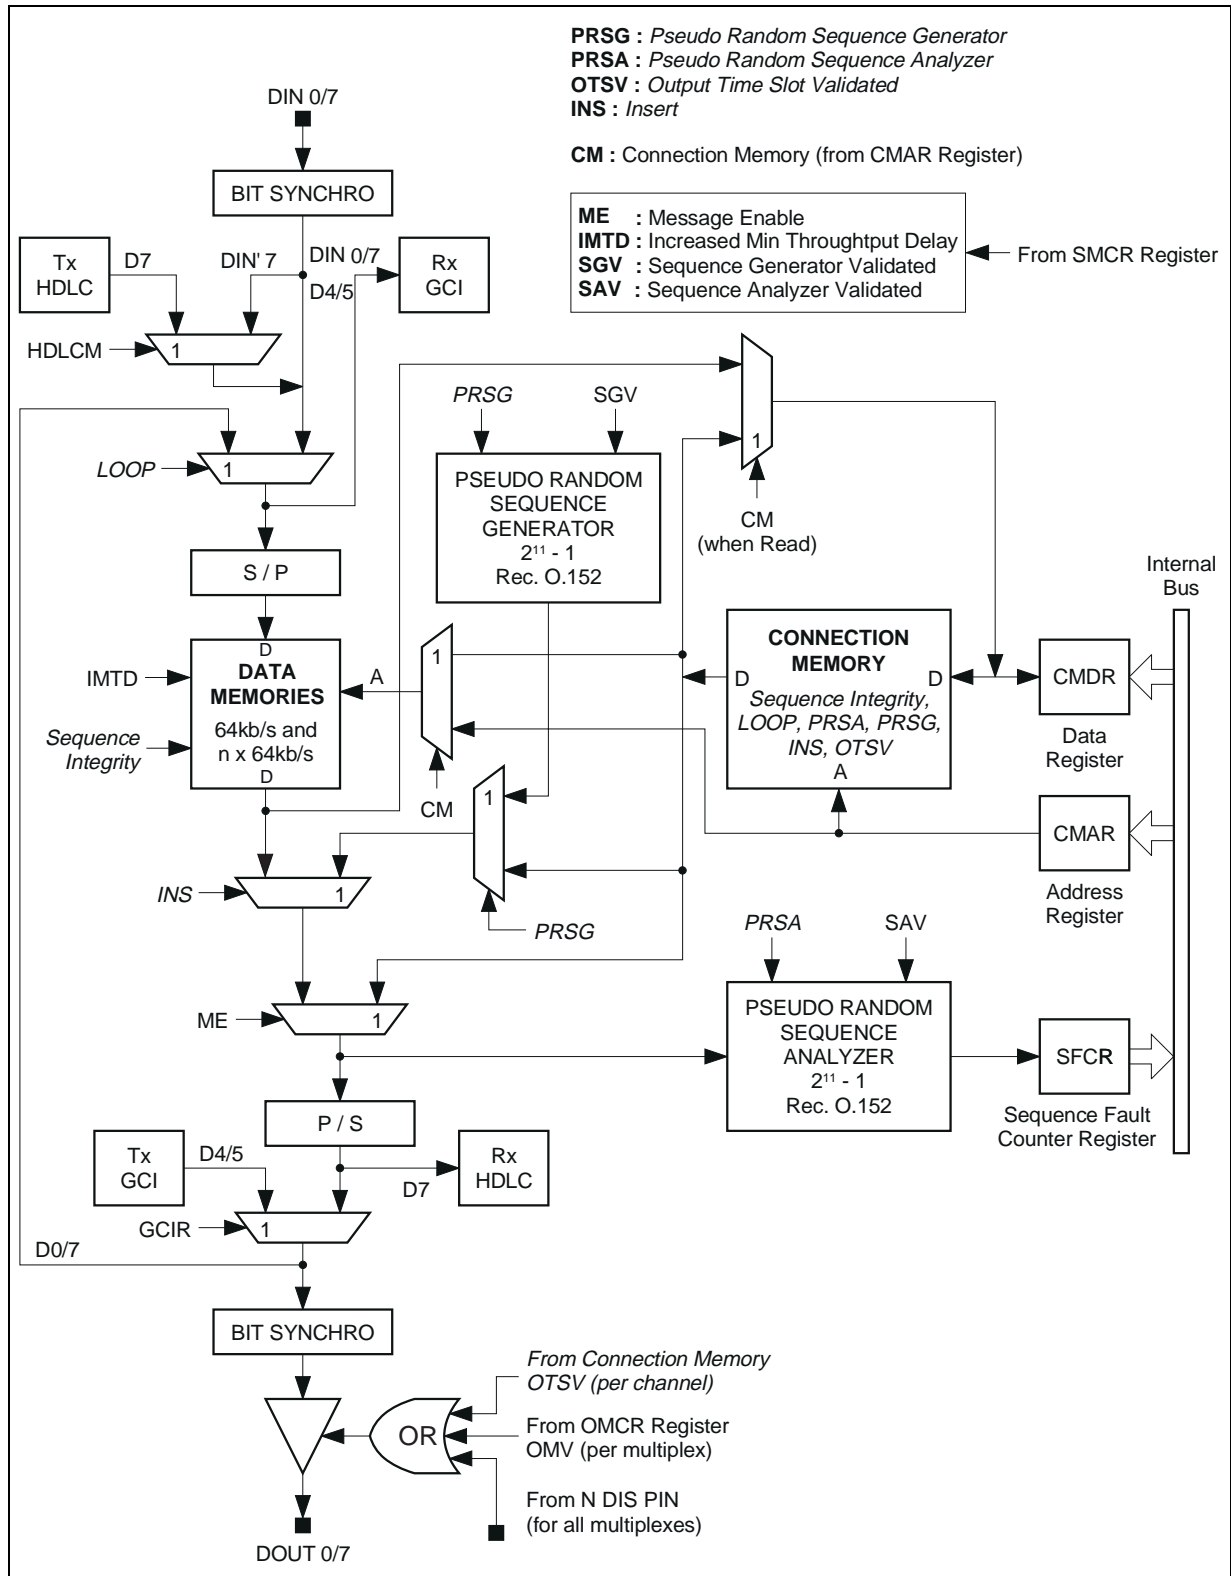 PRSG : Pseudo Random Sequence Generator
PRSA : Pseudo Random Sequence Analyzer
OTSV : Output Time Slot Validated
INS : Insert
CM : Connection Memory (from CMAR Register)
ME : Message Enable
IMTD : Increased Min Throughtput Delay
SGV : Sequence Generator Validated
SAV : Sequence Analyzer Validated
From SMCR Register
DIN 0/7
BIT SYNCHRO
Tx
HDLC
D7
DIN' 7
DIN 0/7
D4/5
Rx
GCI
HDLCM
1
LOOP
1
S / P
PRSG
SGV
PSEUDO RANDOM
SEQUENCE
GENERATOR
2¹¹ - 1
Rec. O.152
1
CM
(when Read)
Internal
Bus
IMTD
Sequence
Integrity
D
DATA
MEMORIES
64kb/s and
n x 64kb/s
D
A
1
CM
CONNECTION
MEMORY
D
D
Sequence Integrity,
LOOP, PRSA, PRSG,
INS, OTSV
A
CMDR
Data
Register
CMAR
Address
Register
1
PRSG
INS
1
ME
1
PRSA
SAV
PSEUDO RANDOM
SEQUENCE
ANALYZER
2¹¹ - 1
Rec. O.152
SFCR
Sequence Fault
Counter Register
P / S
Tx
GCI
D4/5
D7
Rx
HDLC
GCIR
1
D0/7
BIT SYNCHRO
OR
From Connection Memory
OTSV (per channel)
From OMCR Register
OMV (per multiplex)
From N DIS PIN
(for all multiplexes)
DOUT 0/7